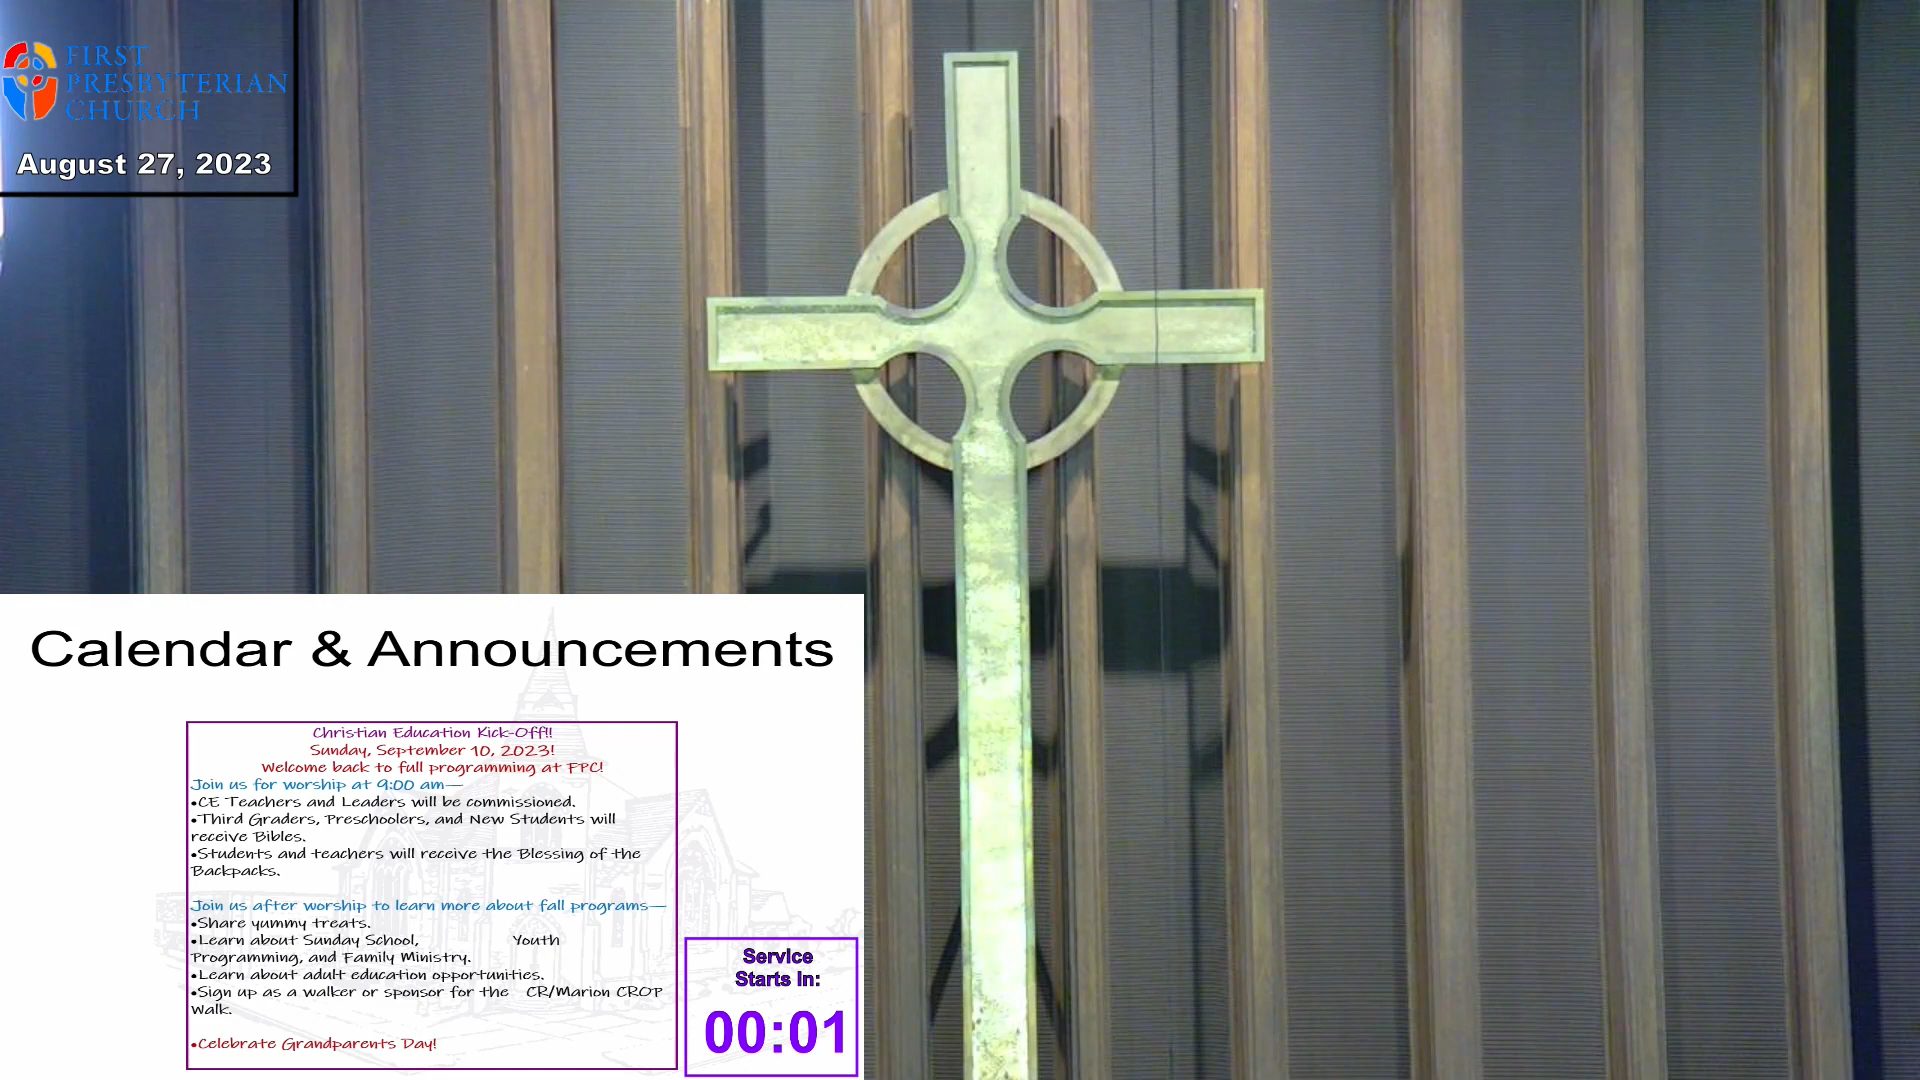 FIRST
PRESBYTERIAN
CHURCH
August 27, 2023
Calendar & Announcements
Christian Education Kick-Off!!
Sunday, September 10, 2023!
Welcome back to full programming at FPC!
Join us for worship at 9:00 am—
•CE Teachers and Leaders will be commissioned.
•Third Graders, Preschoolers, and New Students will
receive Bibles.
•Students and teachers will receive the Blessing of the
Backpacks.
Join us after worship to learn more about fall programs—
•Share yummy treats.
•Learn about Sunday School, Youth
Programming, and Family Ministry.
•Learn about adult education opportunities.
•Sign up as a walker or sponsor for the CR/Marion CROP
Walk.
•Celebrate Grandparents Day!
Service
Starts In:
00:01